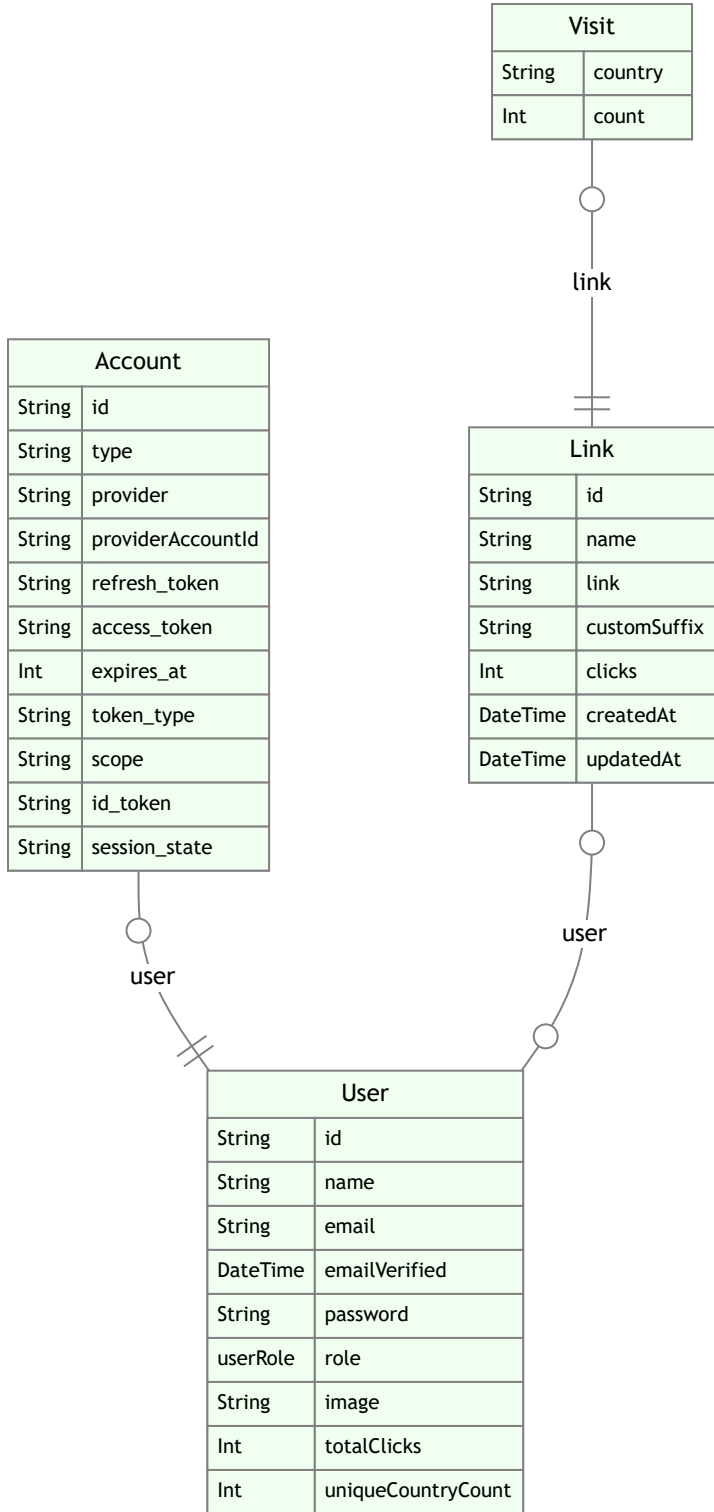 Visit
String country
Int count
link
Account
String id
String type
String provider
String providerAccountId
String refresh_token
String access_token
Int expires_at
String token_type
String scope
String id_token
String session_state
Link
String id
String name
String link
String customSuffix
Int clicks
DateTime createdAt
DateTime updatedAt
user
user
User
String id
String name
String email
DateTime emailVerified
String password
userRole role
String image
Int totalClicks
Int uniqueCountryCount